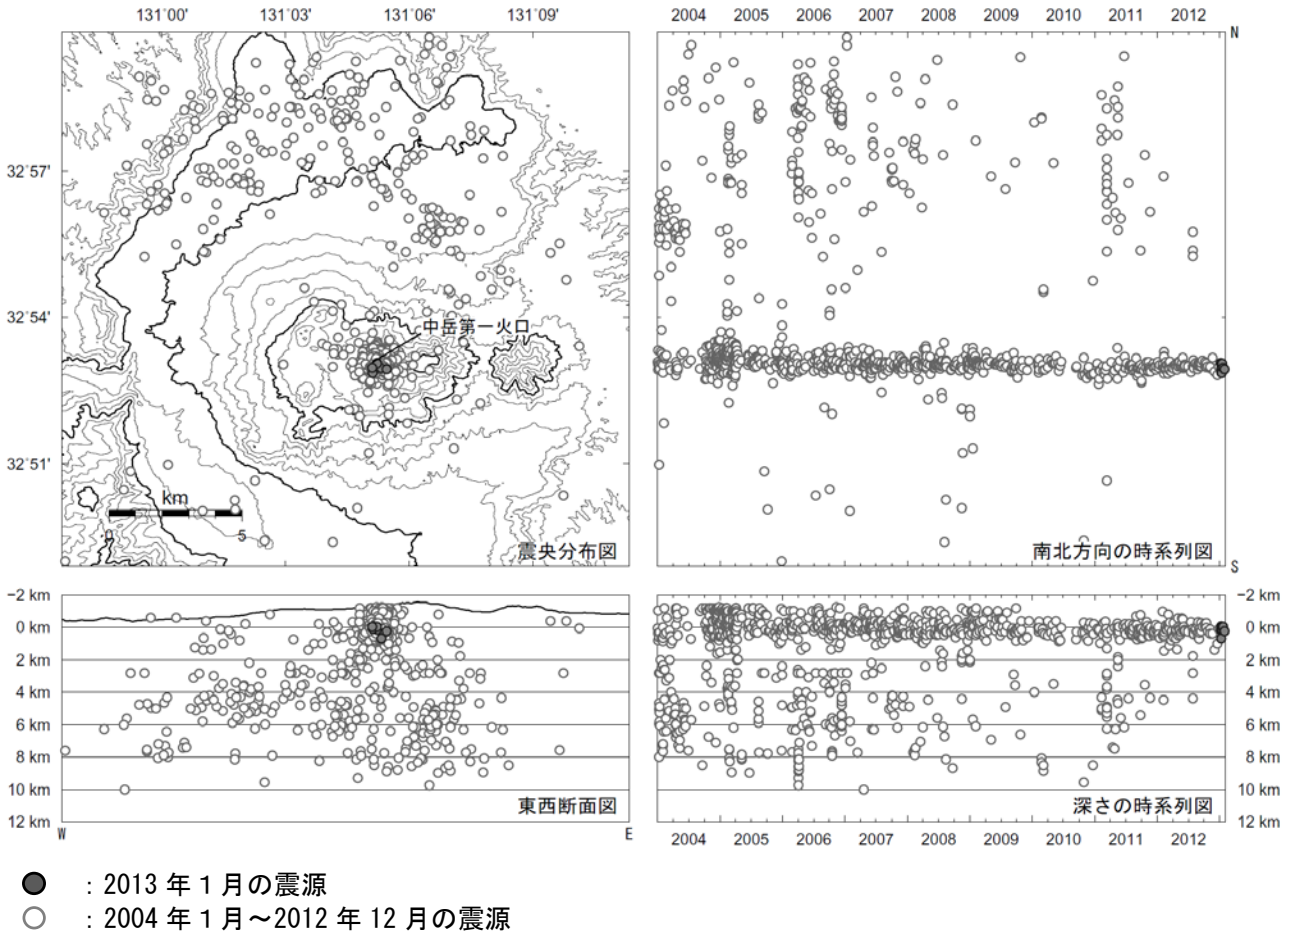 131°00' 131°03' 131°06' 131°09'
2004 2005 2006 2007 2008 2009 2010 2011 2012
N
32°57'
32°54'
中岳第一火口
32°51'
km
0 5
震央分布図
南北方向の時系列図
S
-2 km
0 km
2 km
4 km
6 km
8 km
10 km
12 km
東西断面図
W E
-2 km
0 km
2 km
4 km
6 km
8 km
10 km
12 km
深さの時系列図
2004 2005 2006 2007 2008 2009 2010 2011 2012
：2013 年 1 月の震源
：2004 年 1 月～2012 年 12 月の震源